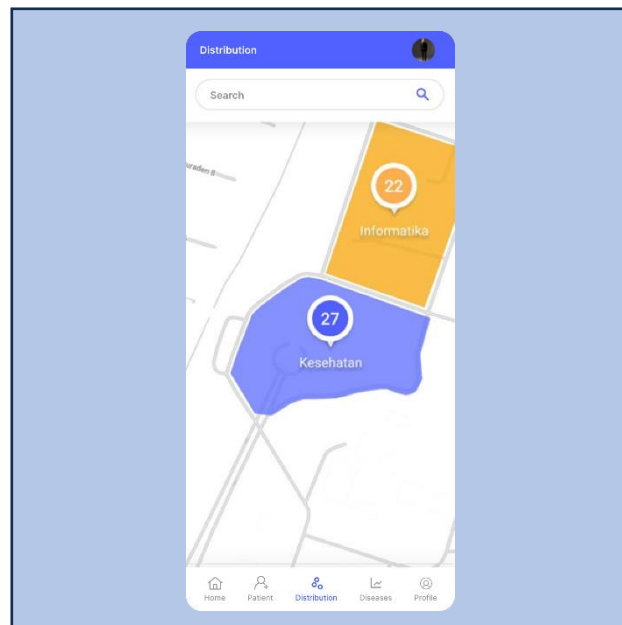 Distribution
Search
22
Informatika
27
Kesehatan
Home
Patient
Distribution
Diseases
Profile